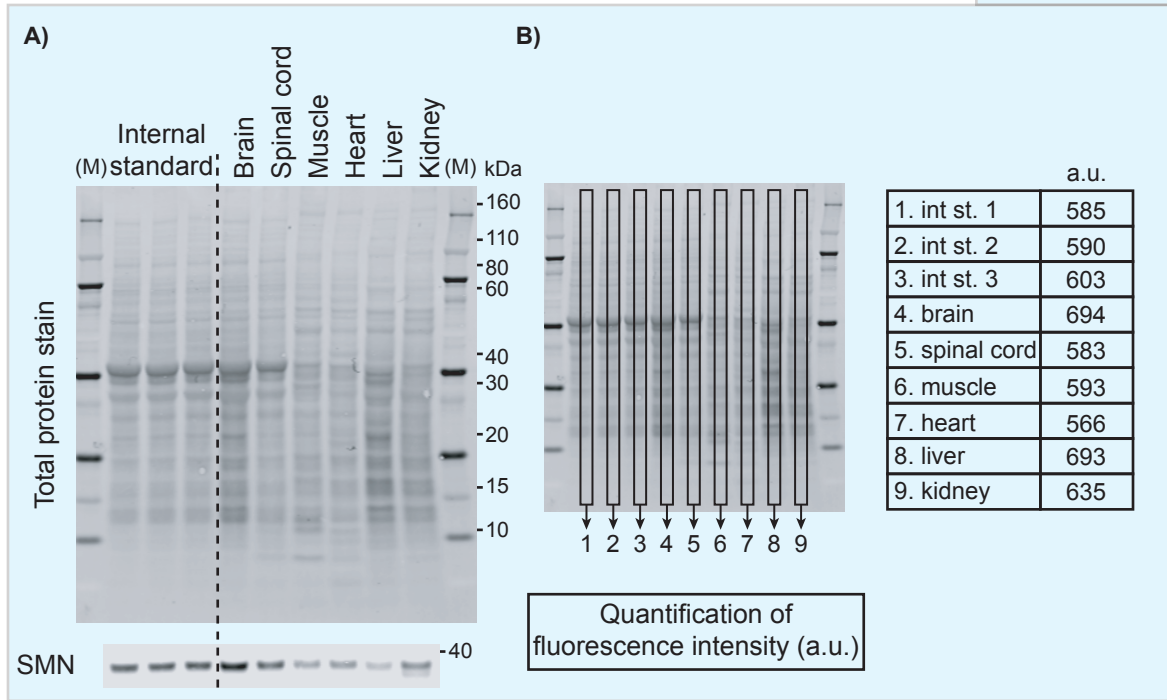 A)
Internal
standard
Brain
Spinal cord
Muscle
Heart
Liver
Kidney
(M)
(M)
kDa
160
110
80
60
40
30
20
15
10
Total protein stain
SMN
40
B)
1 2 3 4 5 6 7 8 9
Quantification of
fluorescence intensity (a.u.)
a.u.
1. int st. 1 585
2. int st. 2 590
3. int st. 3 603
4. brain 694
5. spinal cord 583
6. muscle 593
7. heart 566
8. liver 693
9. kidney 635